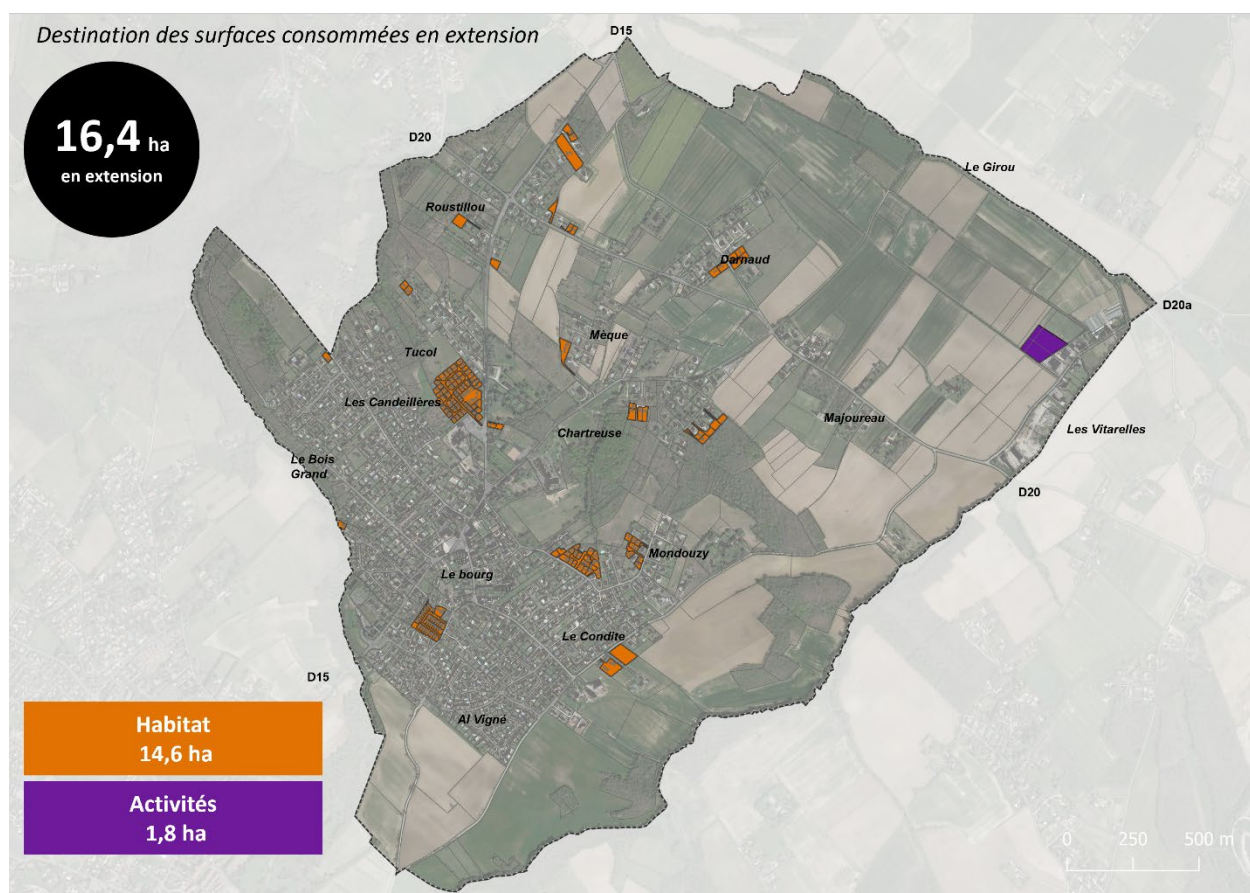 Destination des surfaces consommées en extension
D15
16,4 ha
en extension
D20
Le Girou
Roustillou
Darnaud
D20a
Mèque
Tucol
Les Candeillères
Chartreuse
Majoureau
Les Vitarelles
Le Bois
Grand
D20
Mondouzy
Le bourg
Le Condite
D15
Al Vigné
Habitat
14,6 ha
Activités
1,8 ha
0 250 500 m